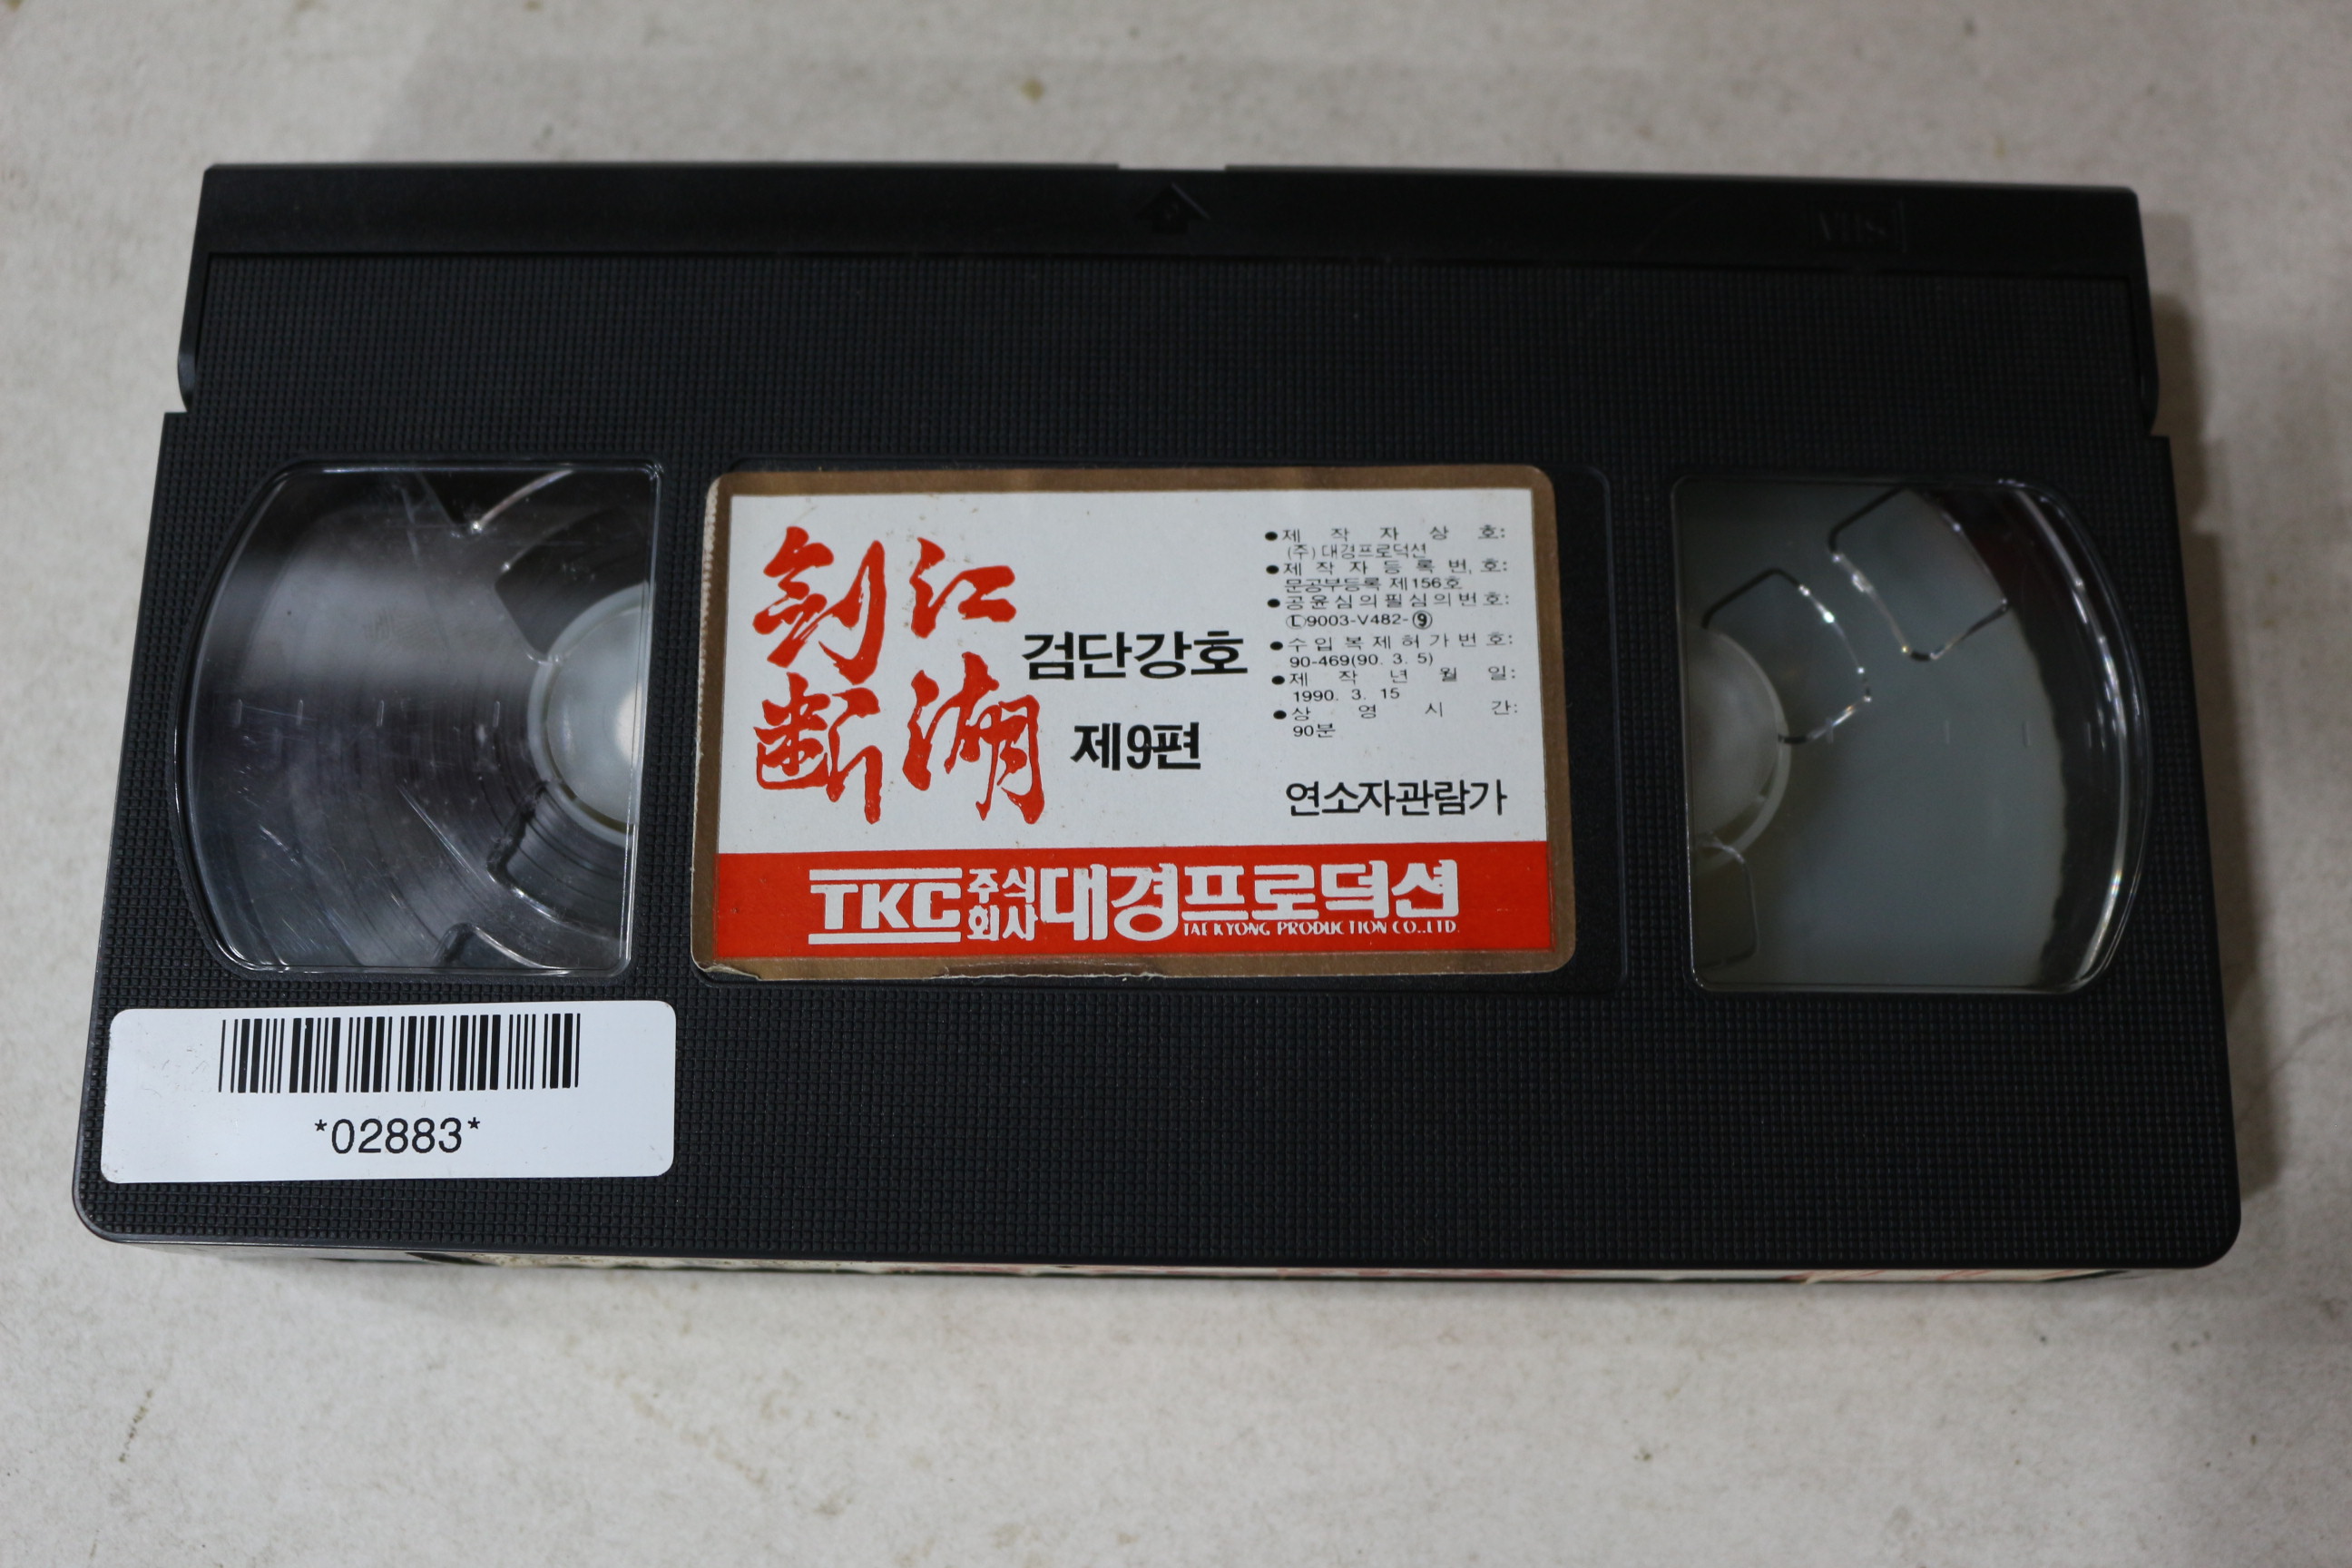 VHS
劍 江
斷 湖
검단강호
제9편
●제작자상호:
(주)대경프로덕션
●제작자등록번호:
문공부등록 제156호
●공윤심의필심의번호:
Ⓛ9003-V482-⑨
●수입복제허가번호:
90-469(90. 3. 5)
●제작년월일:
1990. 3. 15
●상영시간:
90분
연소자관람가
TKC 주식회사 대경프로덕션
TAE KYONG PRODUCTION CO.,LTD.
*02883*